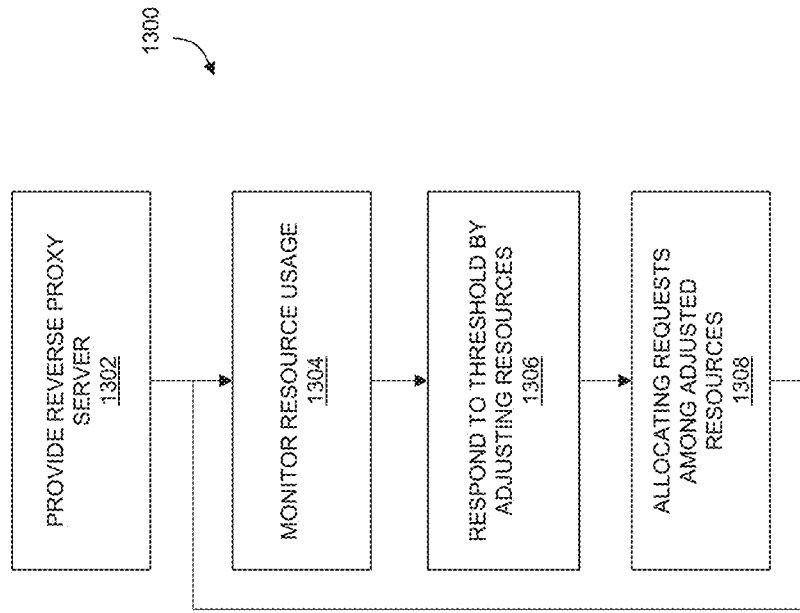 1300
PROVIDE REVERSE PROXY
SERVER
1302
MONITOR RESOURCE USAGE
1304
RESPOND TO THRESHOLD BY
ADJUSTING RESOURCES
1306
ALLOCATING REQUESTS
AMONG ADJUSTED
RESOURCES
1308